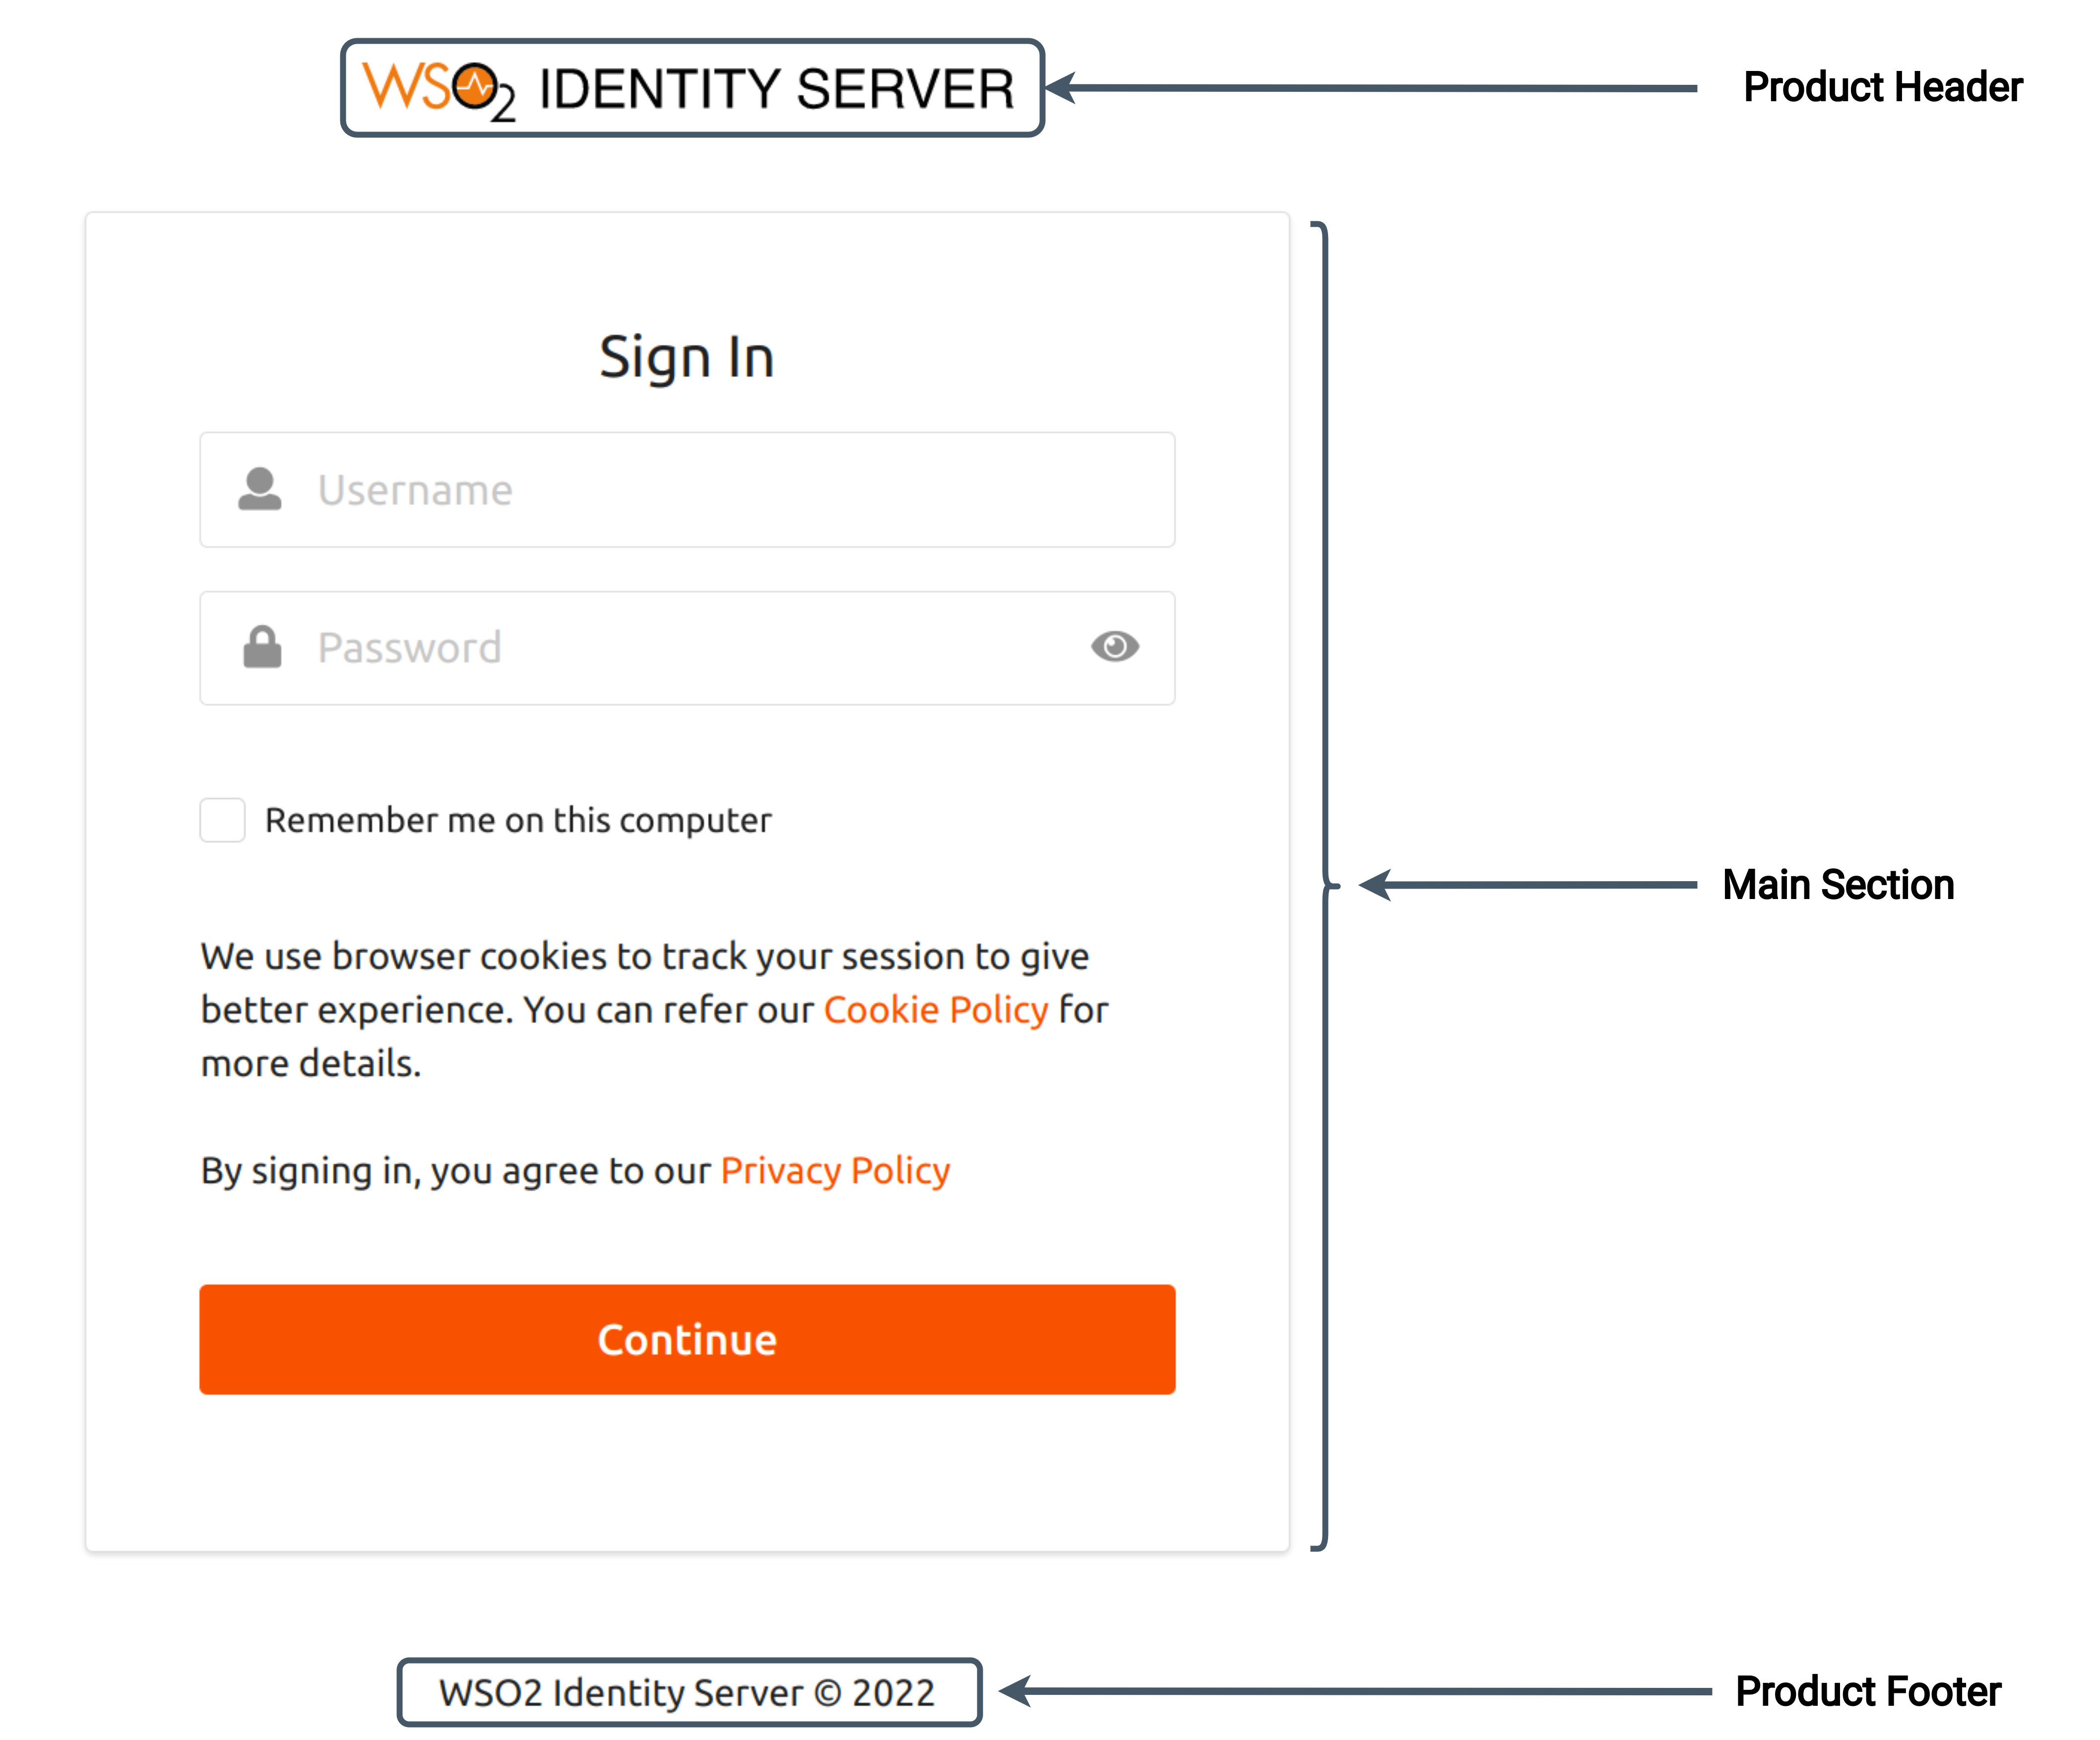 WSO2 IDENTITY SERVER
Product Header
Sign In
Username
Password
Remember me on this computer
Main Section
We use browser cookies to track your session to give
better experience. You can refer our Cookie Policy for
more details.
By signing in, you agree to our Privacy Policy
Continue
WSO2 Identity Server © 2022
Product Footer